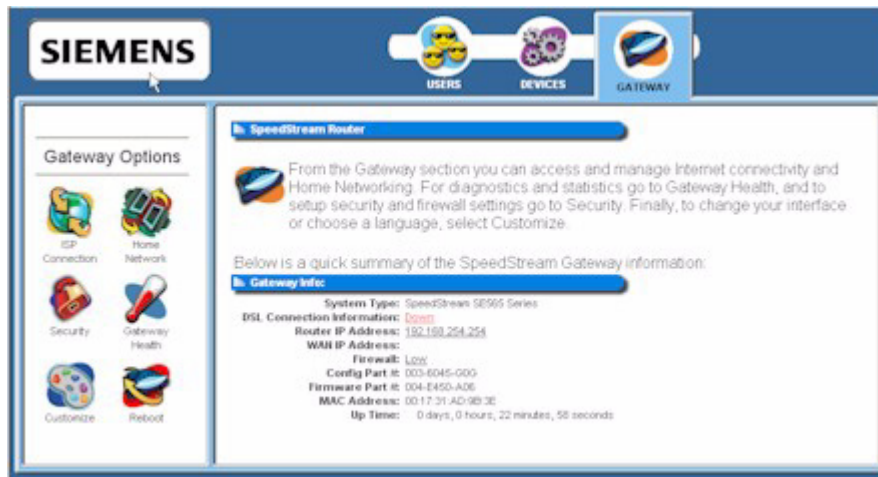 SIEMENS
USERS
DEVICES
GATEWAY
Gateway Options
ISP Connection
Home Network
Security
Gateway Health
Customize
Reboot
SpeedStream Router
From the Gateway section you can access and manage Internet connectivity and
Home Networking. For diagnostics and statistics go to Gateway Health, and to
setup security and firewall settings go to Security. Finally, to change your interface
or choose a language, select Customize.
Below is a quick summary of the SpeedStream Gateway information:
Gateway Info:
System Type: SpeedStream SE565 Series
DSL Connection Information: Down
Router IP Address: 192.168.254.254
WAN IP Address:
Firewall: Low
Config Part #: 003-6045-G0G
Firmware Part #: 004-E450-A06
MAC Address: 00:17:31:AD:9B:3E
Up Time: 0 days, 0 hours, 22 minutes, 58 seconds